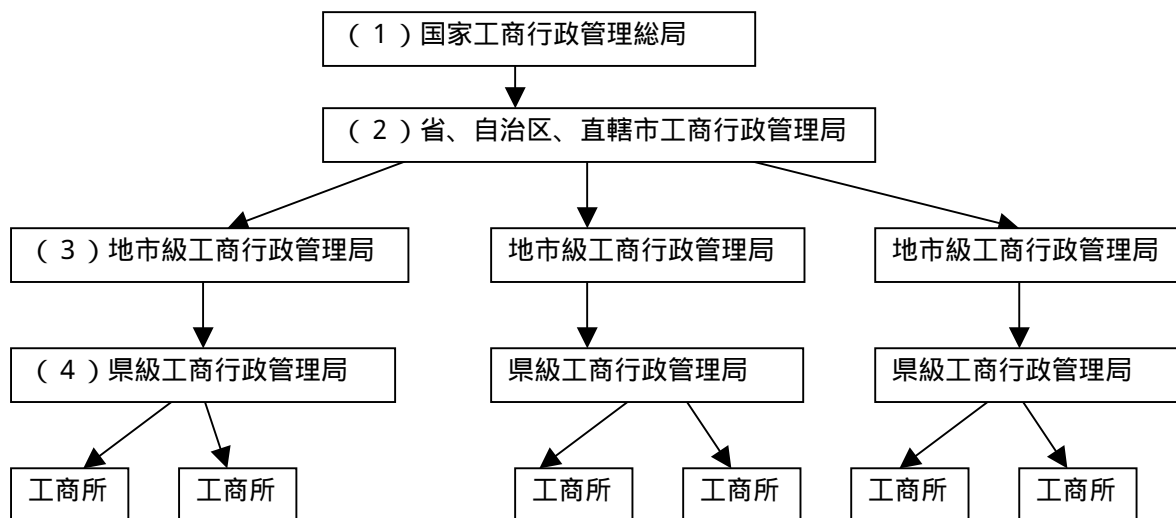 (1)国家工商行政管理総局
(2)省、自治区、直轄市工商行政管理局
(3)地市級工商行政管理局
地市級工商行政管理局
地市級工商行政管理局
(4)県級工商行政管理局
県級工商行政管理局
県級工商行政管理局
工商所
工商所
工商所
工商所
工商所
工商所